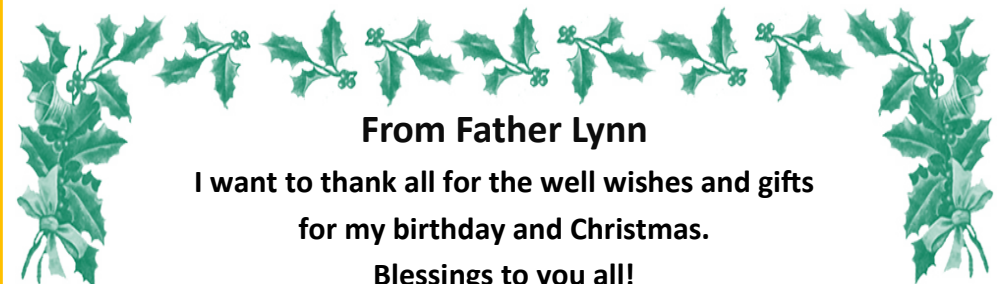 From Father Lynn
I want to thank all for the well wishes and gifts
for my birthday and Christmas.
Blessings to you all!